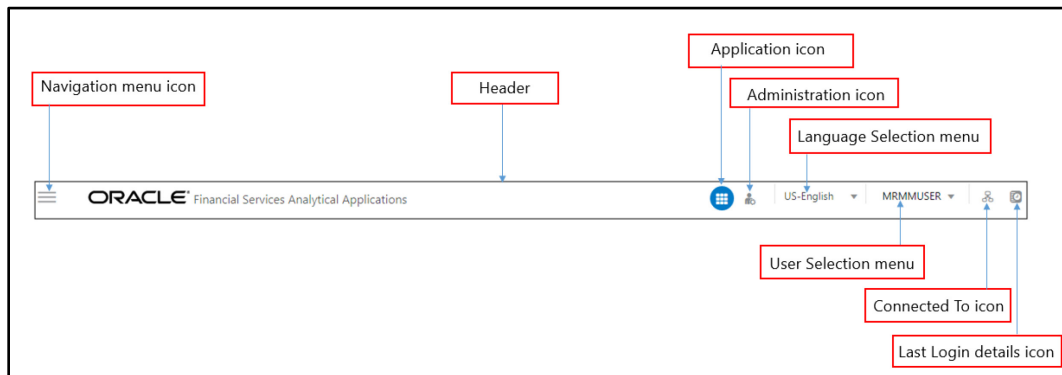 Application icon
Navigation menu icon
Header
Administration icon
Language Selection menu
ORACLE® Financial Services Analytical Applications
US-English
MRMMUSER
User Selection menu
Connected To icon
Last Login details icon